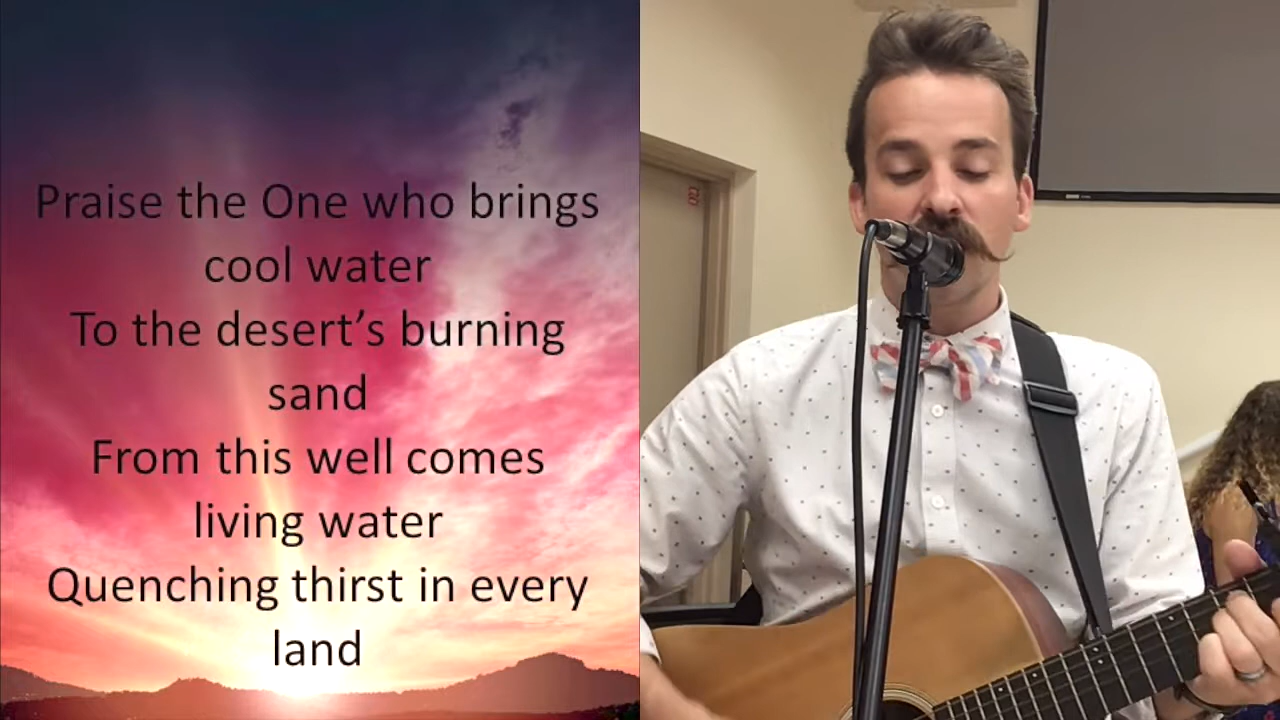 Praise the One who brings
cool water
To the desert’s burning
sand
From this well comes
living water
Quenching thirst in every
land